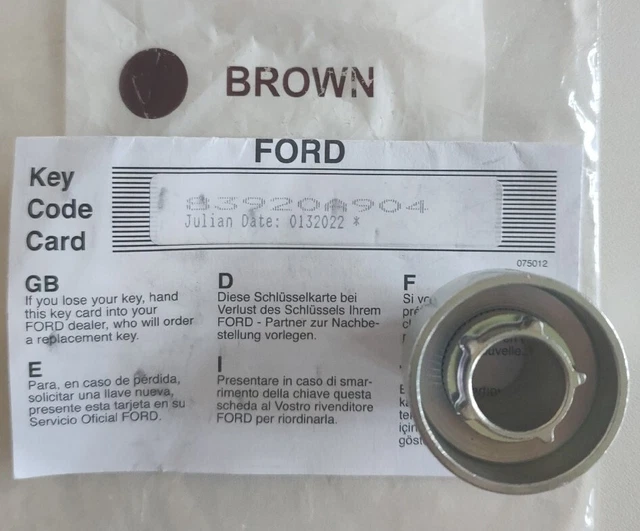 BROWN
FORD
Key
Code
Card
83920A904
Julian Date: 0132022 *
075012
GB
If you lose your key, hand
this key card into your
FORD dealer, who will order
a replacement key.
D
Diese Schlüsselkarte bei
Verlust des Schlüssels Ihrem
FORD - Partner zur Nachbe-
stellung vorlegen.
F
Si
E
Para, en caso de perdida,
solicitar una llave nueva,
presente esta tarjeta en su
Servicio Oficial FORD.
I
Presentare in caso di smar-
rimento della chiave questa
scheda al Vostro rivenditore
FORD per riordinarla.